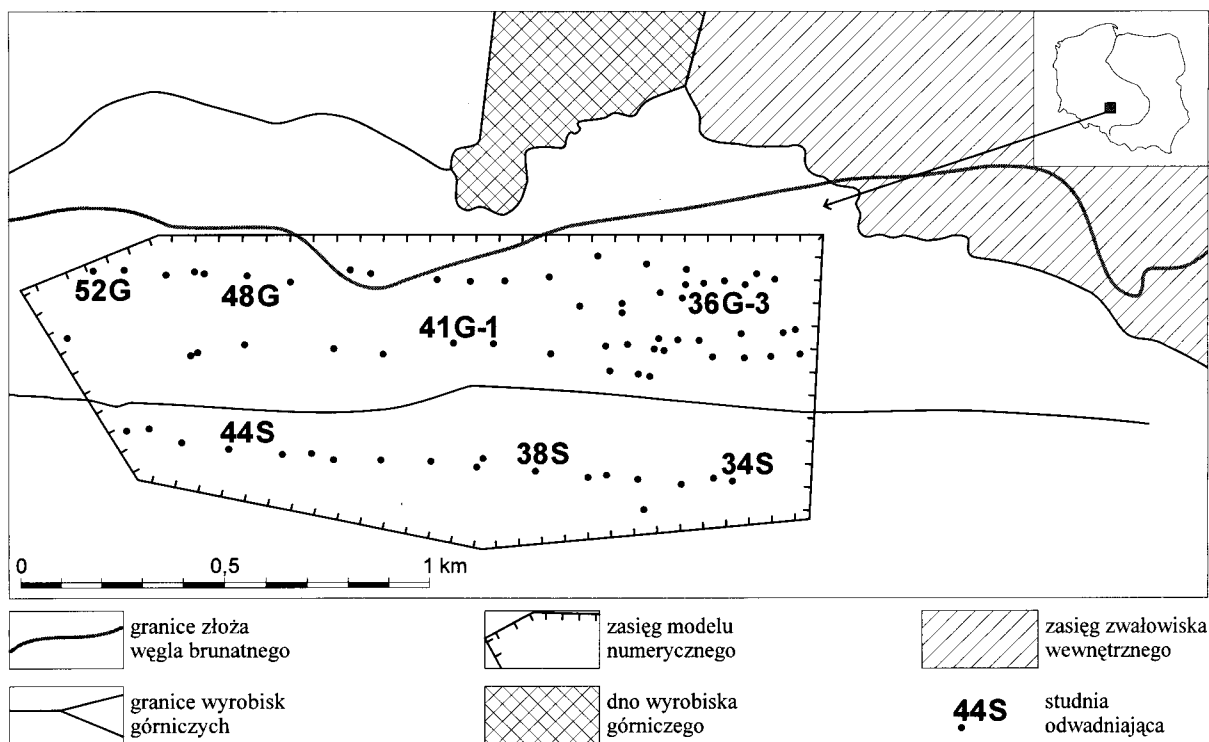 52G
48G
36G-3
41G-1
44S
38S
34S
0
0,5
1 km
granice złoża
węgla brunatnego
zasięg modelu
numerycznego
zasięg zwałowiska
wewnętrznego
granice wyrobisk
górniczych
dno wyrobiska
górniczego
44S
studnia
odwadniająca